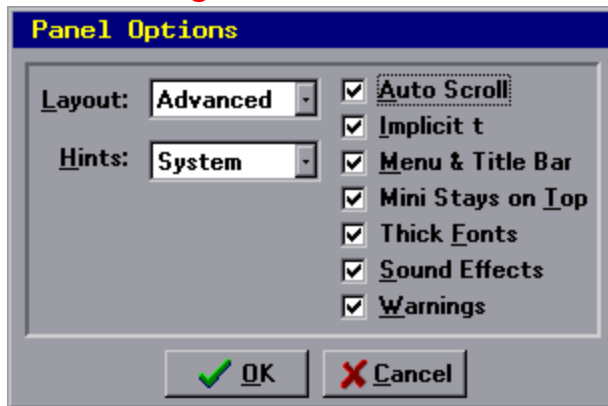 Panel Options
Layout: Advanced
Hints: System
Auto Scroll
Implicit t
Menu & Title Bar
Mini Stays on Top
Thick Fonts
Sound Effects
Warnings
OK
Cancel